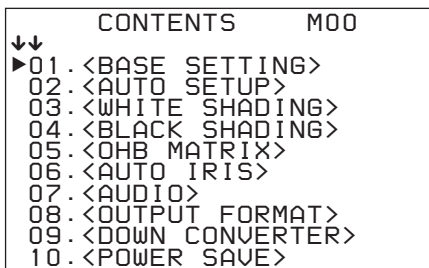 CONTENTS M00
↓↓
▶01.<BASE SETTING>
02.<AUTO SETUP>
03.<WHITE SHADING>
04.<BLACK SHADING>
05.<OHB MATRIX>
06.<AUTO IRIS>
07.<AUDIO>
08.<OUTPUT FORMAT>
09.<DOWN CONVERTER>
10.<POWER SAVE>